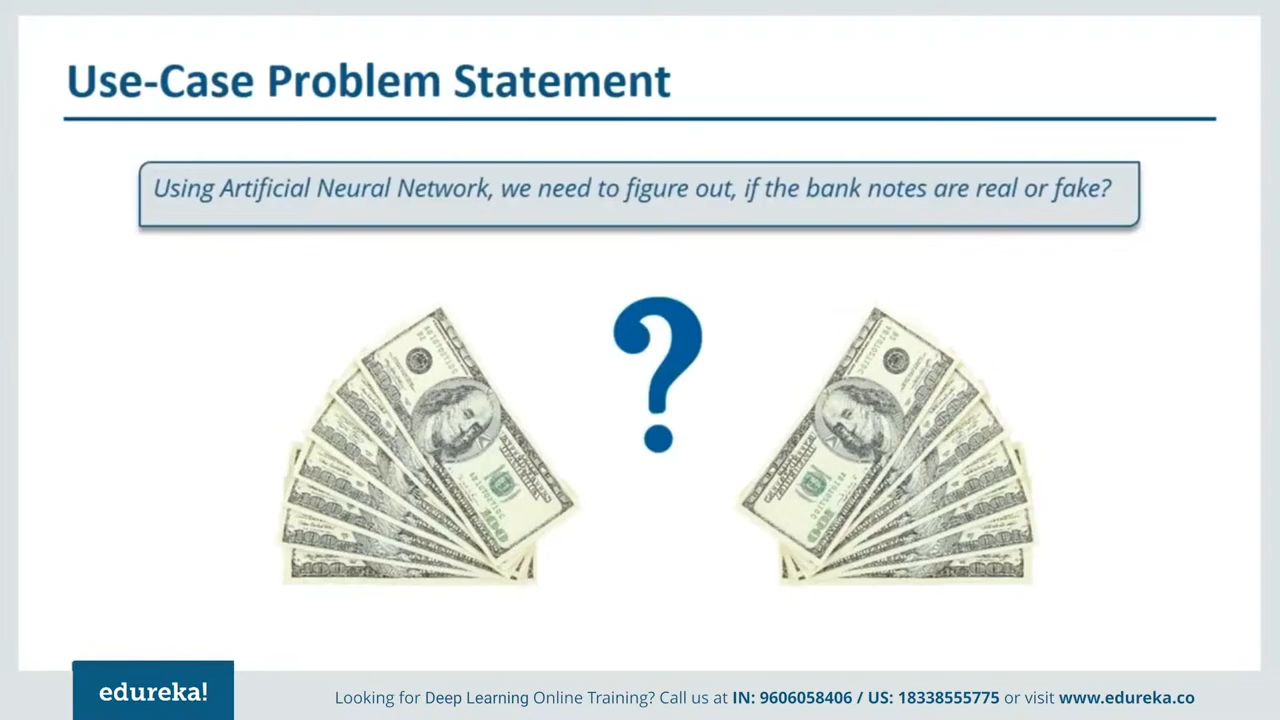 Use-Case Problem Statement
Using Artificial Neural Network, we need to figure out, if the bank notes are real or fake?
?
edureka!
Looking for Deep Learning Online Training? Call us at IN: 9606058406 / US: 18338555775 or visit www.edureka.co